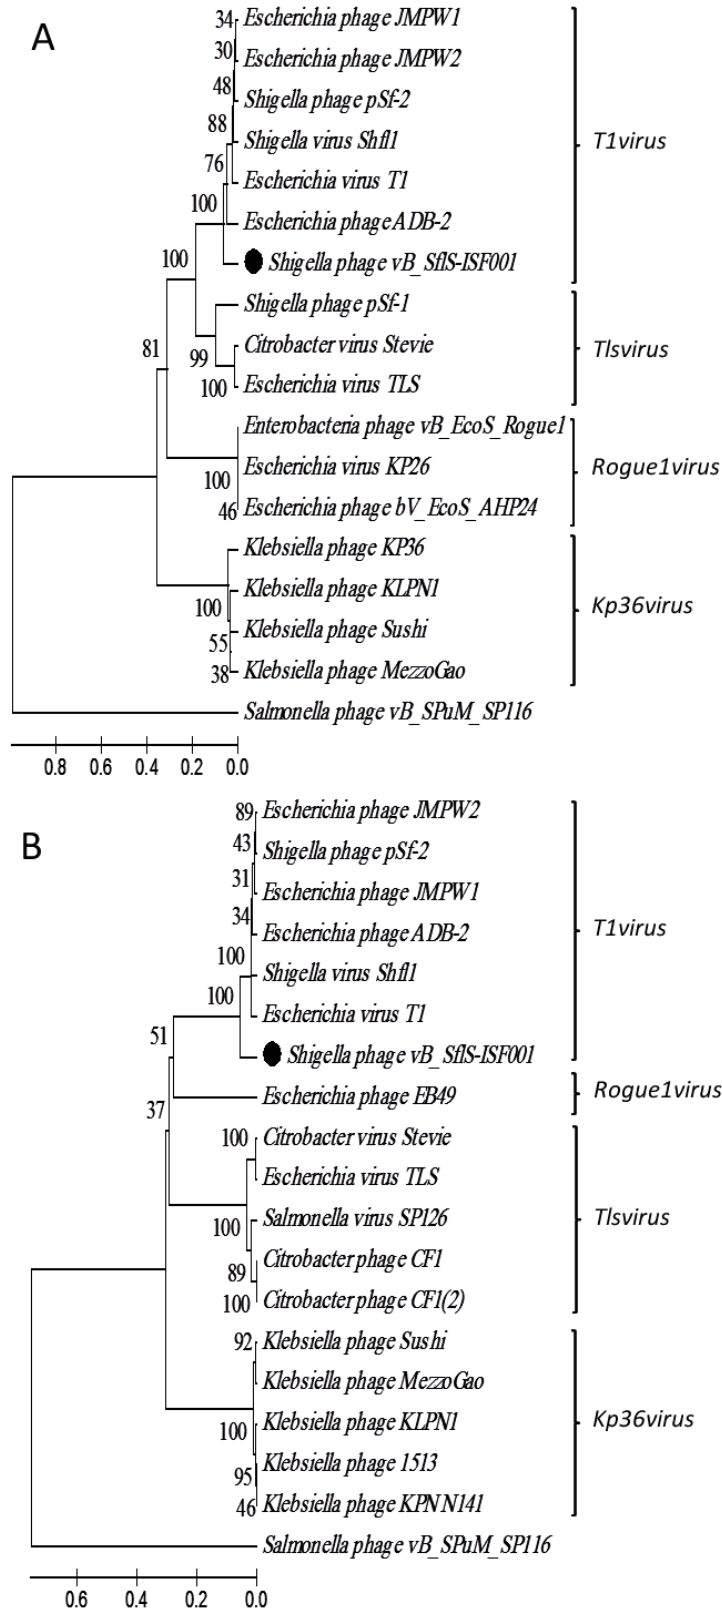 A
34 Escherichia phage JMPW1
30 Escherichia phage JMPW2
48 Shigella phage pSf-2
88 Shigella virus Shfl1
T1virus
76 Escherichia virus T1
100 Escherichia phage ADB-2
100 Shigella phage vB_SflS-ISF001
Shigella phage pSf-1
81 99 Citrobacter virus Stevie
Tlsvirus
100 Escherichia virus TLS
Enterobacteria phage vB_EcoS_Rogue1
100 Escherichia virus KP26
Rogue1virus
46 Escherichia phage bV_EcoS_AHP24
Klebsiella phage KP36
Klebsiella phage KLPN1
100
Kp36virus
55 Klebsiella phage Sushi
38 Klebsiella phage MezzoGao
Salmonella phage vB_SPuM_SP116
0.8 0.6 0.4 0.2 0.0
B
89 Escherichia phage JMPW2
43 Shigella phage pSf-2
31 Escherichia phage JMPW1
34 Escherichia phage ADB-2
T1virus
100 Shigella virus Shfl1
100 Escherichia virus T1
51 Shigella phage vB_SflS-ISF001
Escherichia phage EB49
Rogue1virus
37
100 Citrobacter virus Stevie
Escherichia virus TLS
100 Salmonella virus SP126
Tlsvirus
89 Citrobacter phage CF1
100 Citrobacter phage CF1(2)
92 Klebsiella phage Sushi
Klebsiella phage MezzoGao
100 Klebsiella phage KLPN1
Kp36virus
95 Klebsiella phage 1513
46 Klebsiella phage KPNN141
Salmonella phage vB_SPuM_SP116
0.6 0.4 0.2 0.0